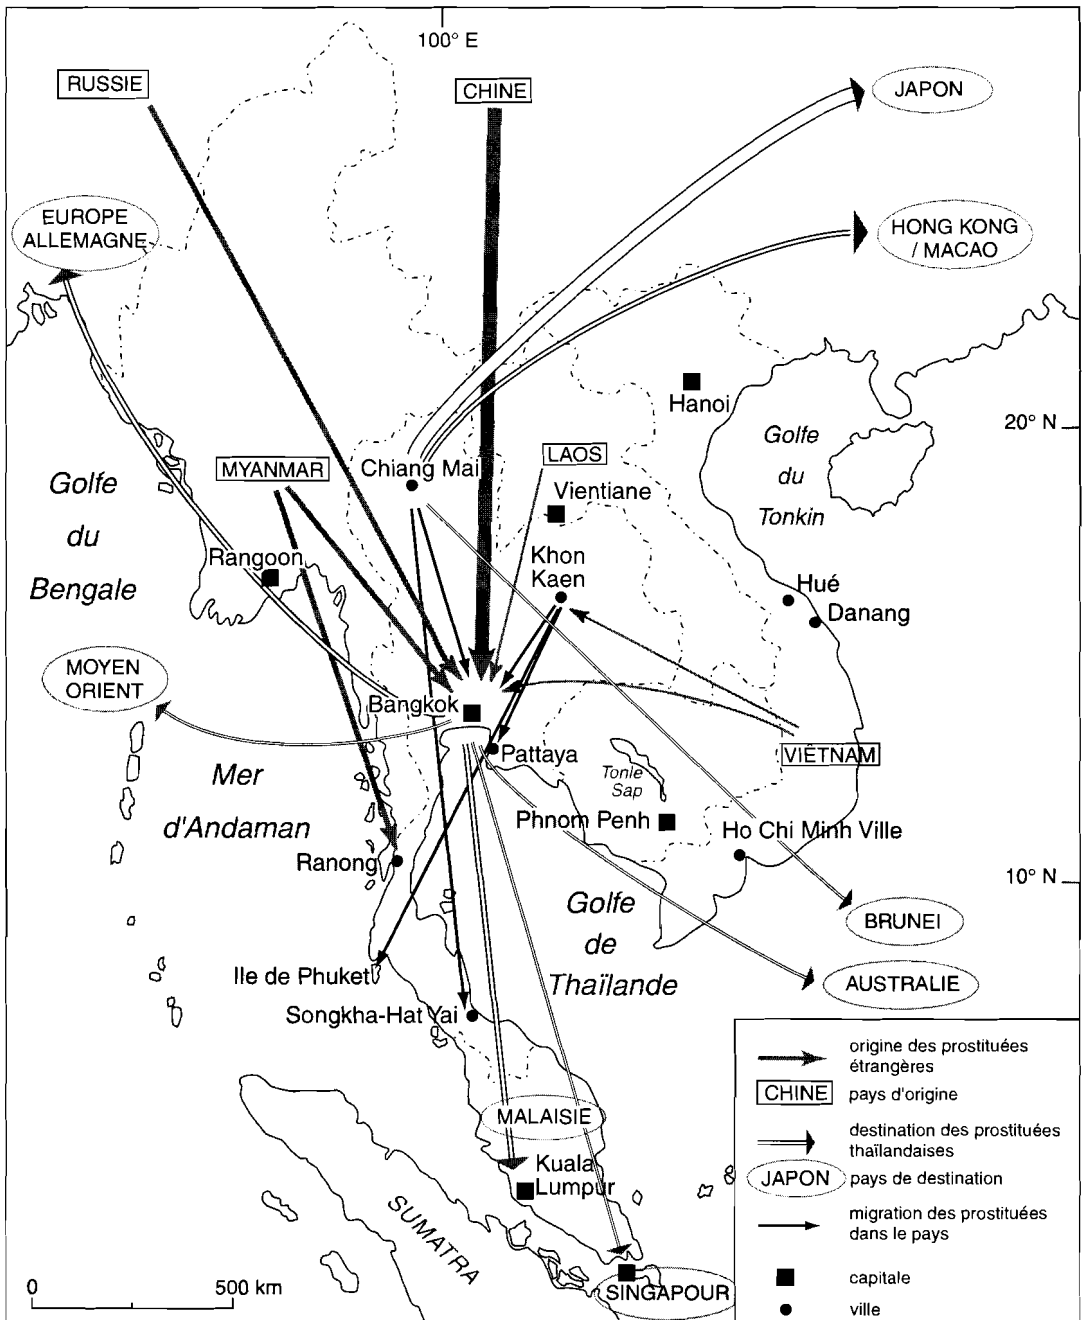 100° E
RUSSIE
CHINE
JAPON
EUROPE
ALLEMAGNE
HONG KONG
/ MACAO
Hanoi
20° N
Golfe
du
Tonkin
MYANMAR
Chiang Mai
LAOS
Vientiane
Golfe
du
Bengale
Rangoon
Khon
Kaen
Hué
Danang
MOYEN
ORIENT
Bangkok
Pattaya
VIÊTNAM
Mer
d'Andaman
Tonle
Sap
Phnom Penh
Ho Chi Minh Ville
Ranong
10° N
Golfe
de
Thaïlande
BRUNEI
AUSTRALIE
Ile de Phuket
Songkha-Hat Yai
MALAISIE
Kuala
Lumpur
SUMATRA
SINGAPOUR
0 500 km
origine des prostituées
étrangères
CHINE pays d'origine
destination des prostituées
thaïlandaises
JAPON pays de destination
migration des prostituées
dans le pays
capitale
ville